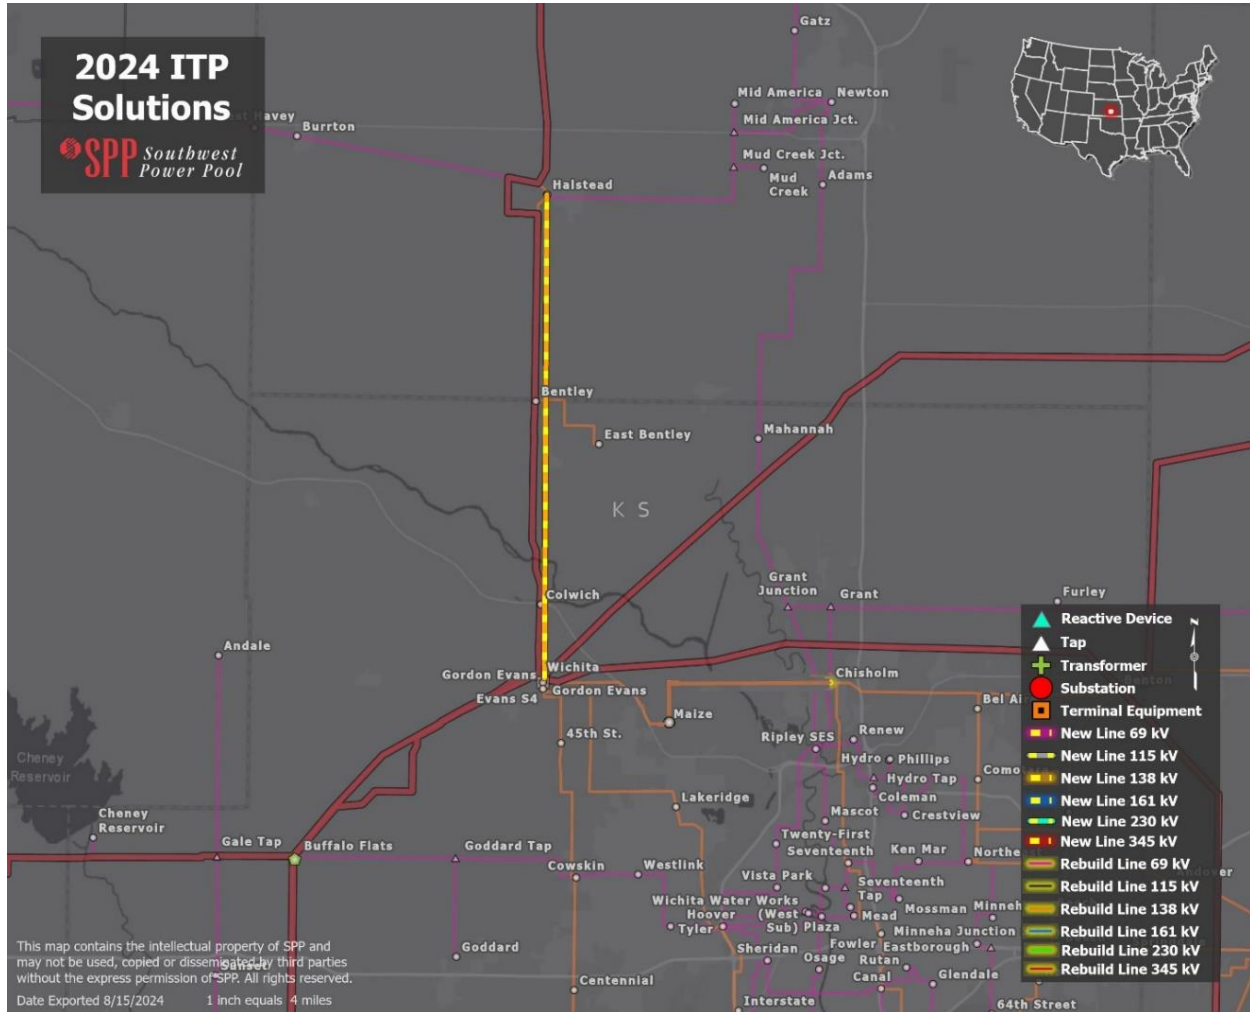 2024 ITP
Solutions
SPP Southwest
Power Pool
Gatz
Mid America
Newton
Mid America Jct.
Havey
Burrton
Mud Creek Jct.
Mud
Creek
Adams
Halstead
Bentley
East Bentley
Mahannah
K S
Grant
Junction
Grant
Furley
Colwich
Andale
Wichita
Gordon Evans
Gordon Evans
Evans S4
Chisholm
Maize
Bel Aire
45th St.
Ripley SES
Renew
Hydro
Phillips
Hydro Tap
Coleman
Cheney
Reservoir
Lakeridge
Mascot
Crestview
Cheney
Reservoir
Twenty-First
Seventeenth
Ken Mar
Gale Tap
Buffalo Flats
Goddard Tap
Cowskin
Westlink
Vista Park
Seventeenth
Tap
Andover
Wichita Water Works
Hoover
(West
Sub)
Plaza
Mead
Mossman
Tyler
Minneha Junction
Goddard
Sheridan
Fowler
Eastborough
Osage
Rutan
Sunset
Centennial
Canal
Glendale
Interstate
64th Street
Reactive Device
Tap
Transformer
Substation
Terminal Equipment
New Line 69 kV
New Line 115 kV
New Line 138 kV
New Line 161 kV
New Line 230 kV
New Line 345 kV
Rebuild Line 69 kV
Rebuild Line 115 kV
Rebuild Line 138 kV
Rebuild Line 161 kV
Rebuild Line 230 kV
Rebuild Line 345 kV
N
This map contains the intellectual property of SPP and
may not be used, copied or disseminated by third parties
without the express permission of SPP. All rights reserved.
Date Exported 8/15/2024 1 inch equals 4 miles